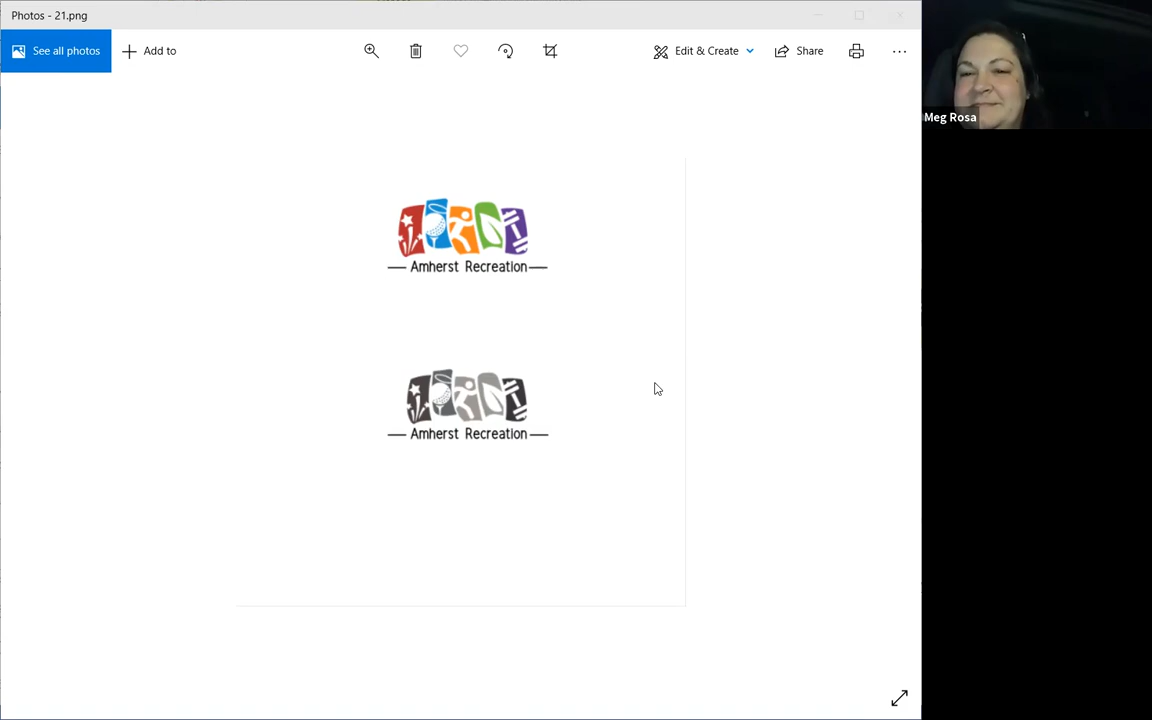 Photos - 21.png
See all photos
Add to
Edit & Create
Share
Meg Rosa
Amherst Recreation
Amherst Recreation